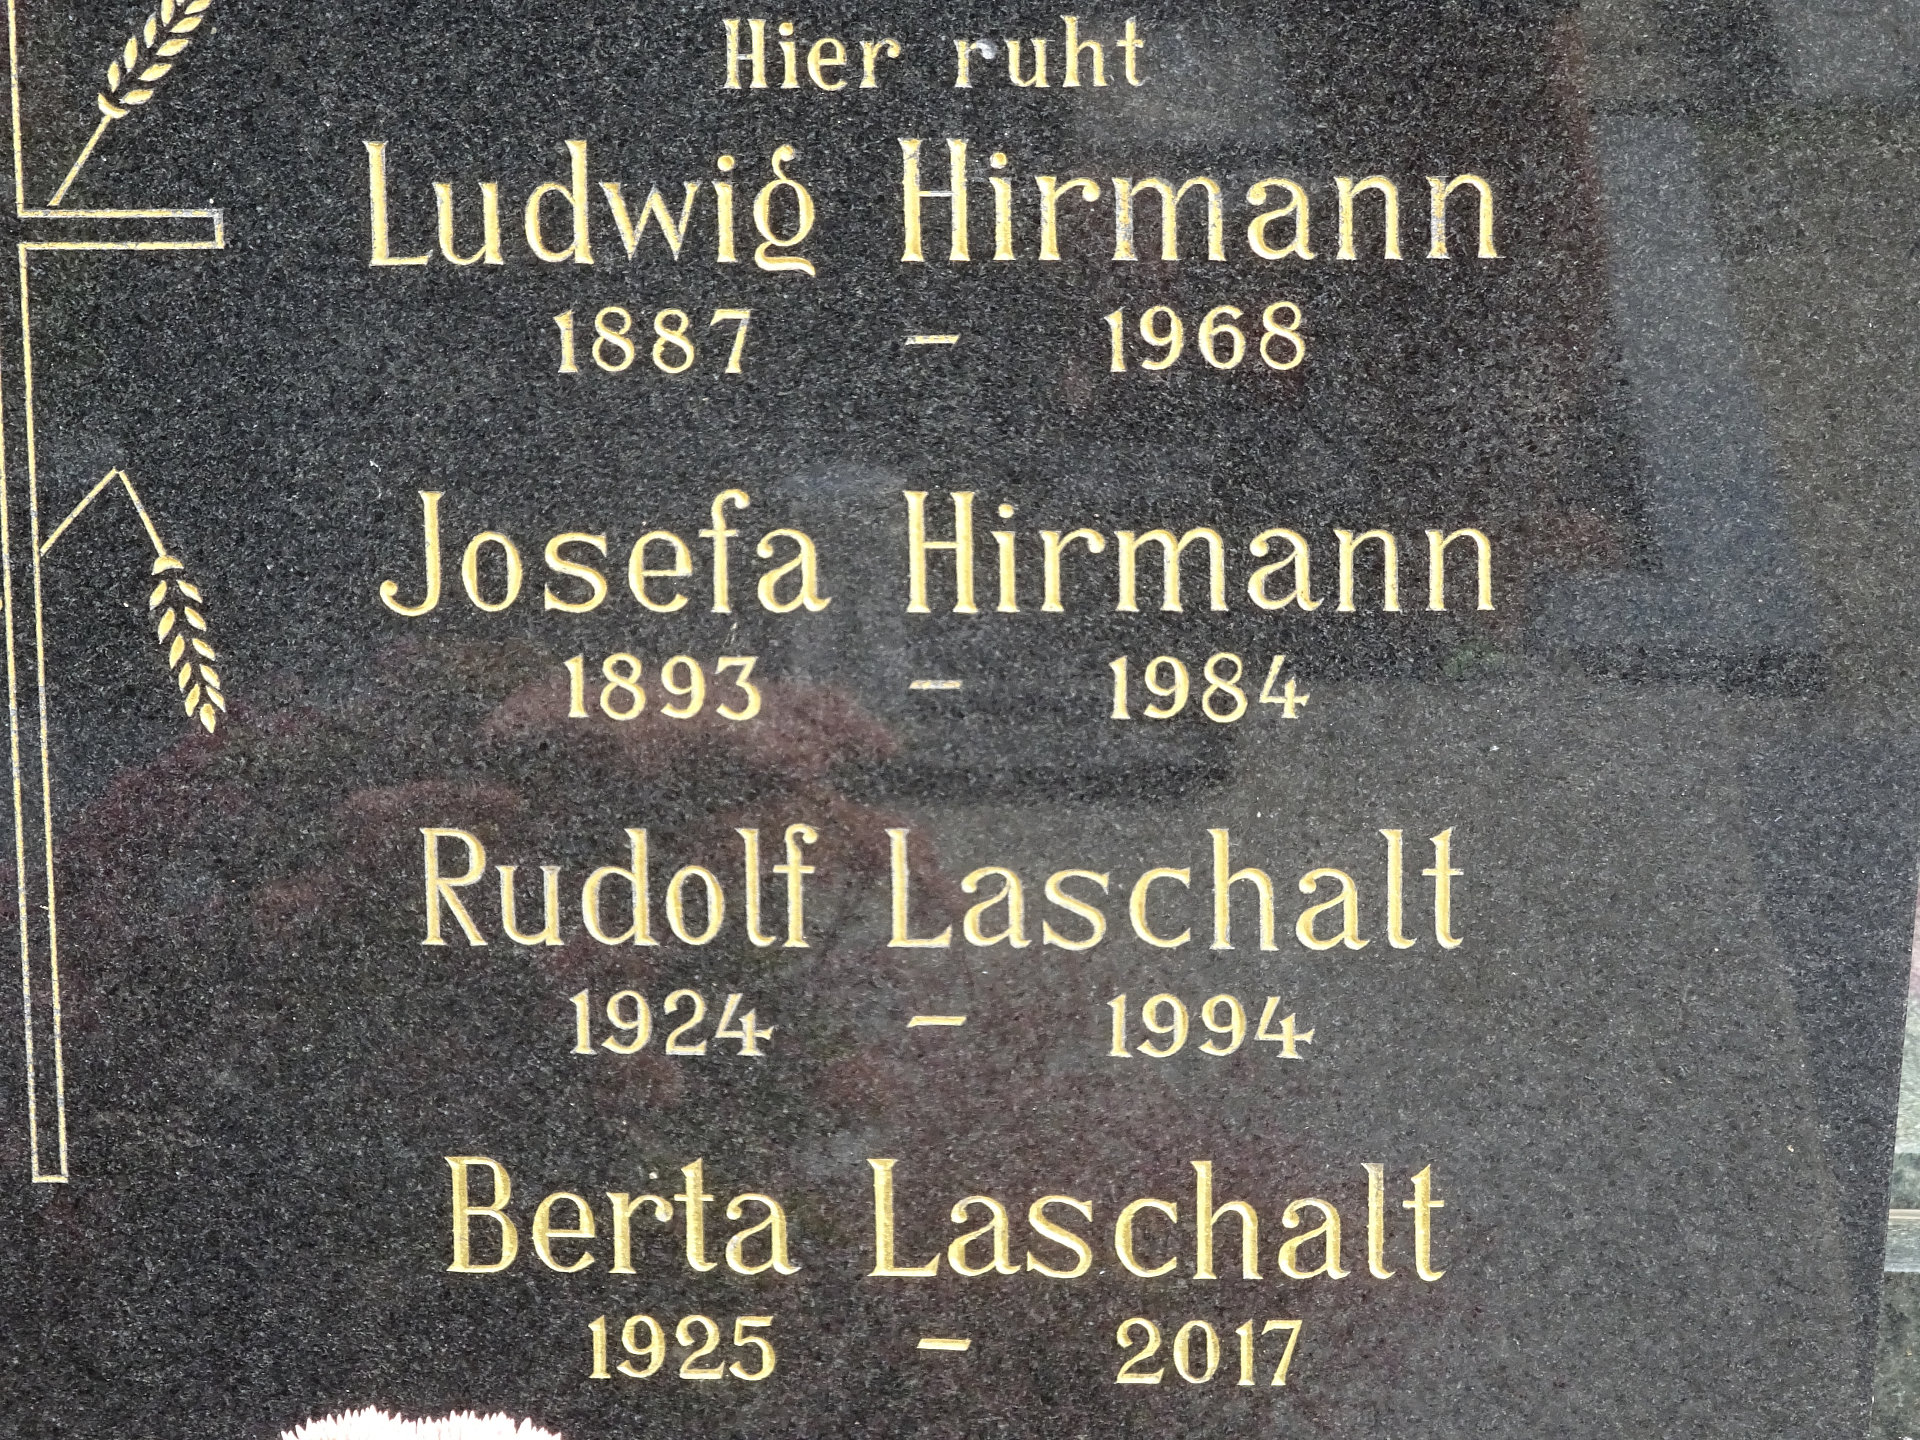 Hier ruht
Ludwig Hirmann
1887 – 1968
Josefa Hirmann
1893 – 1984
Rudolf Laschalt
1924 – 1994
Berta Laschalt
1925 – 2017